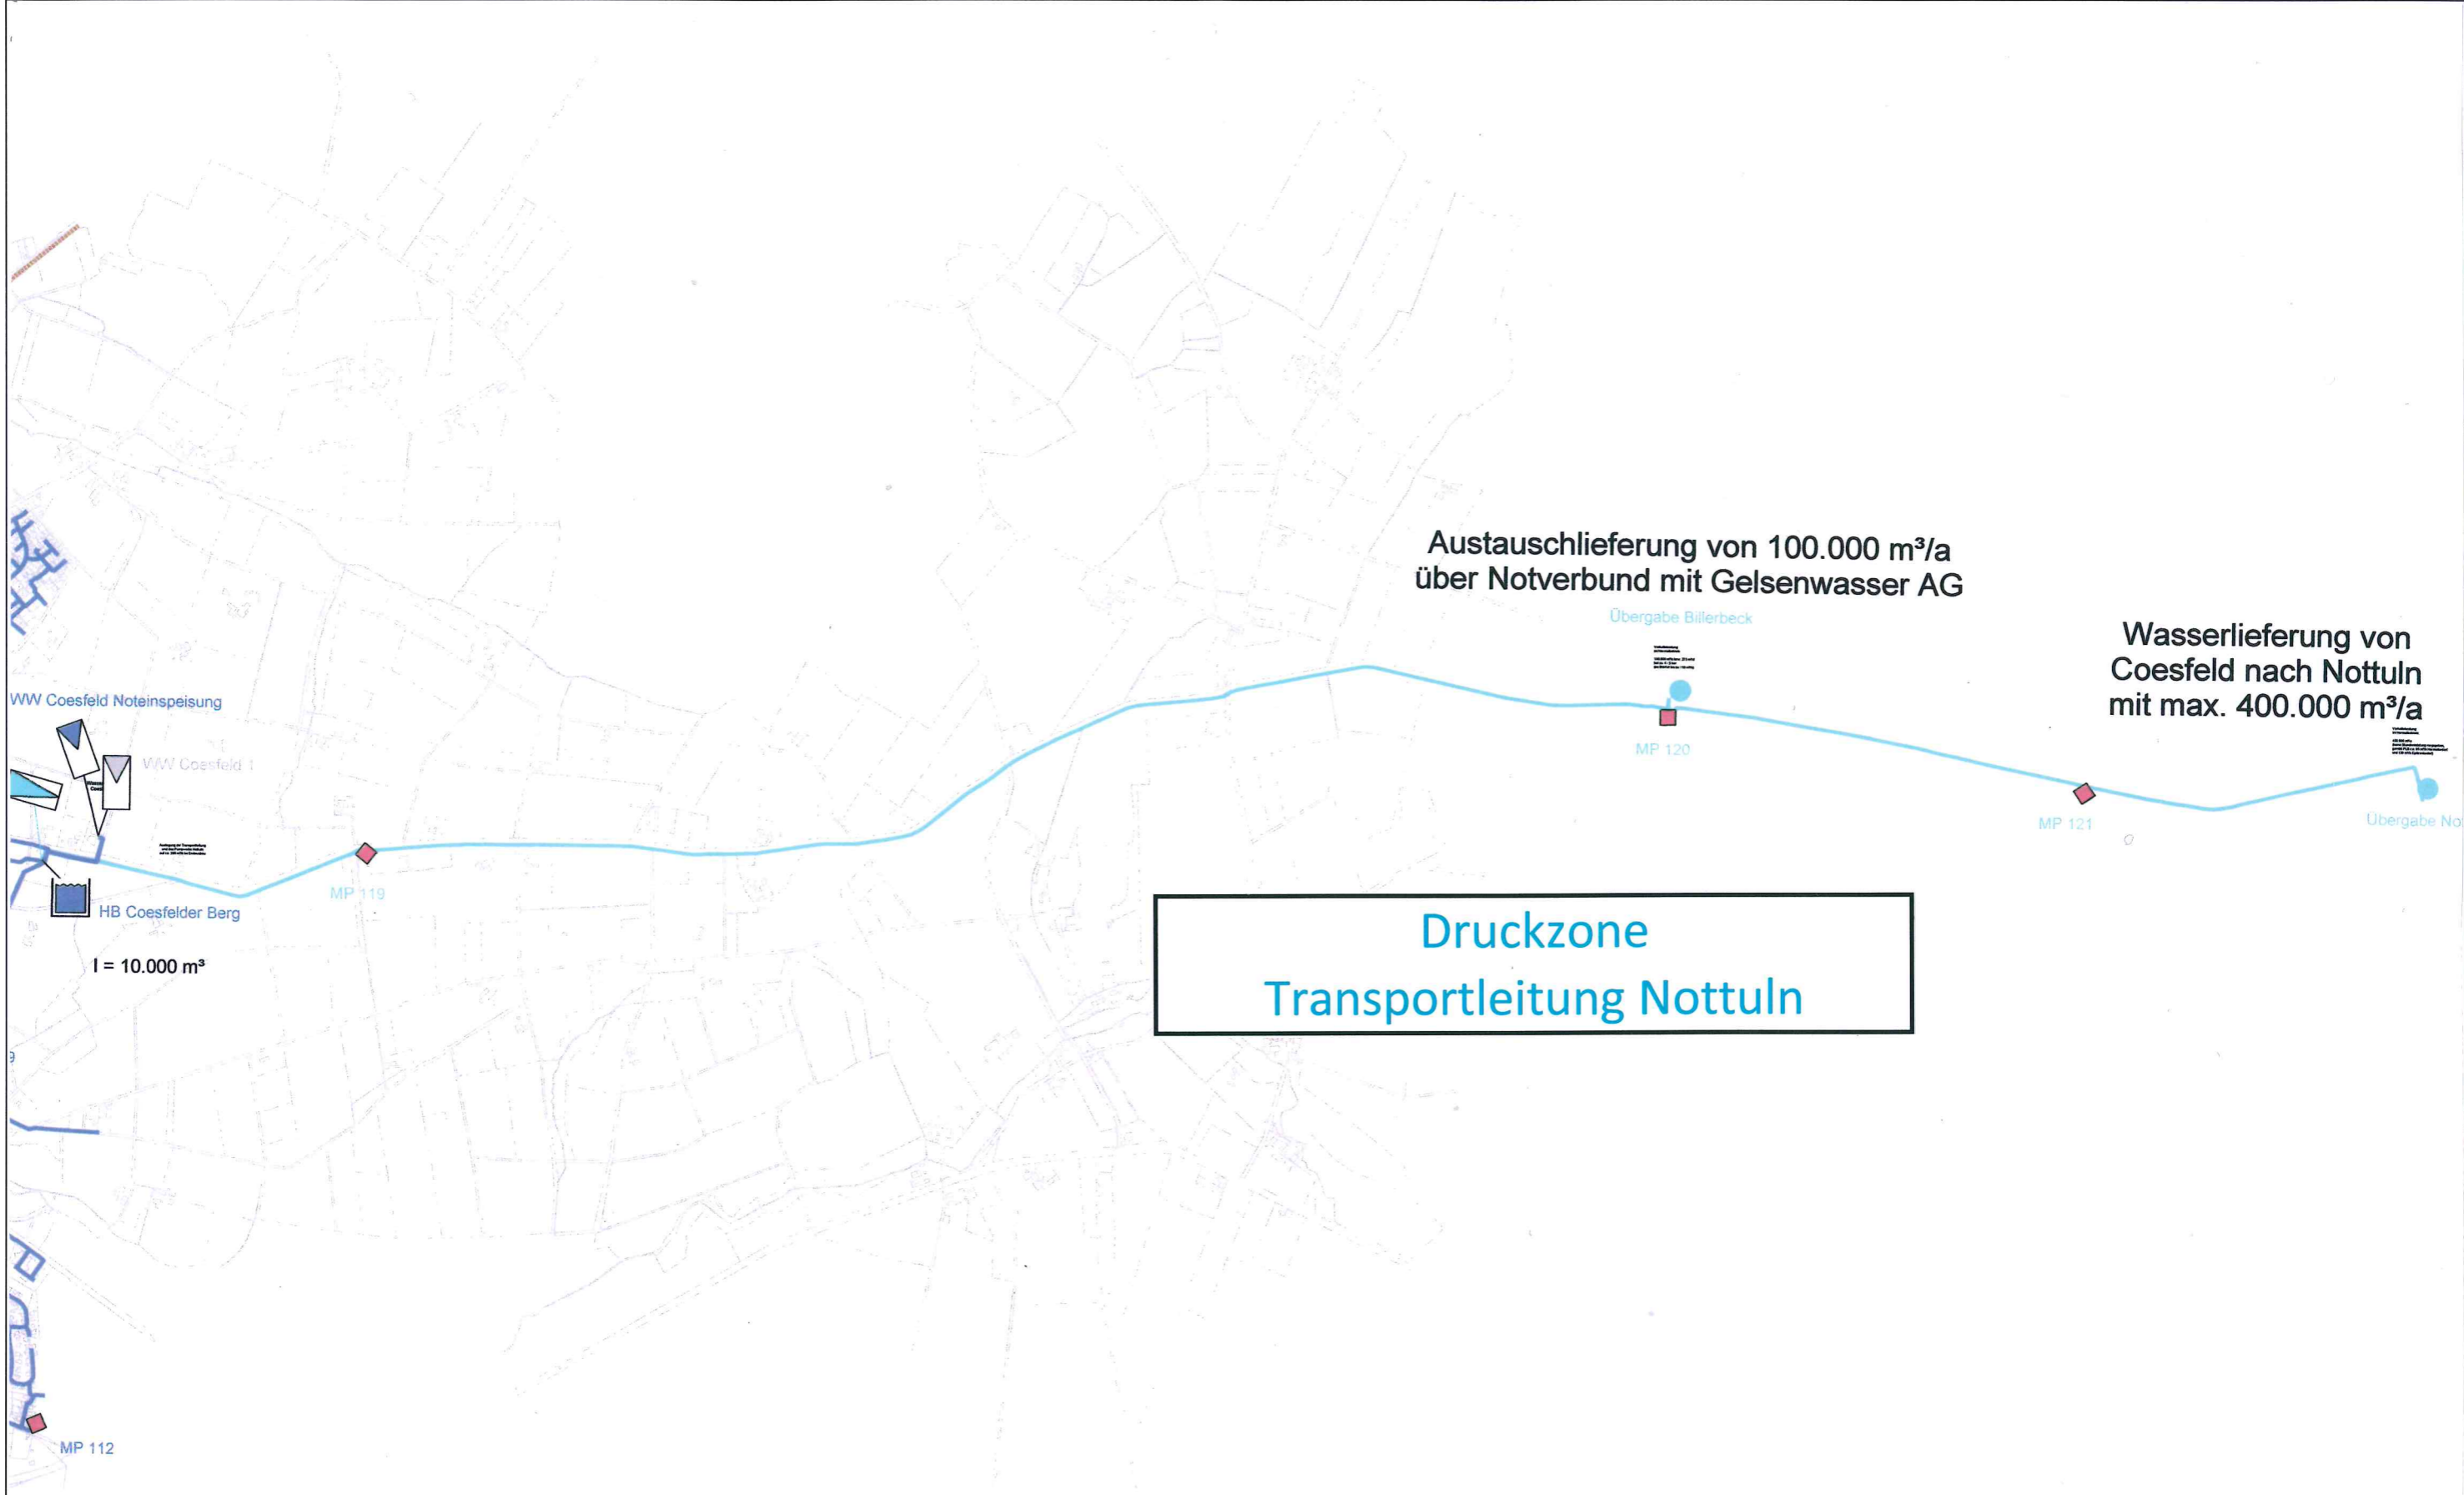 Austauschlieferung von 100.000 m³/a
über Notverbund mit Gelsenwasser AG
Übergabe Billerbeck
Wasserlieferung von
Coesfeld nach Nottuln
mit max. 400.000 m³/a
WW Coesfeld Noteinspeisung
WW Coesfeld 1
MP 120
MP 121
Übergabe No
MP 119
HB Coesfelder Berg
I = 10.000 m³
Druckzone
Transportleitung Nottuln
9
MP 112